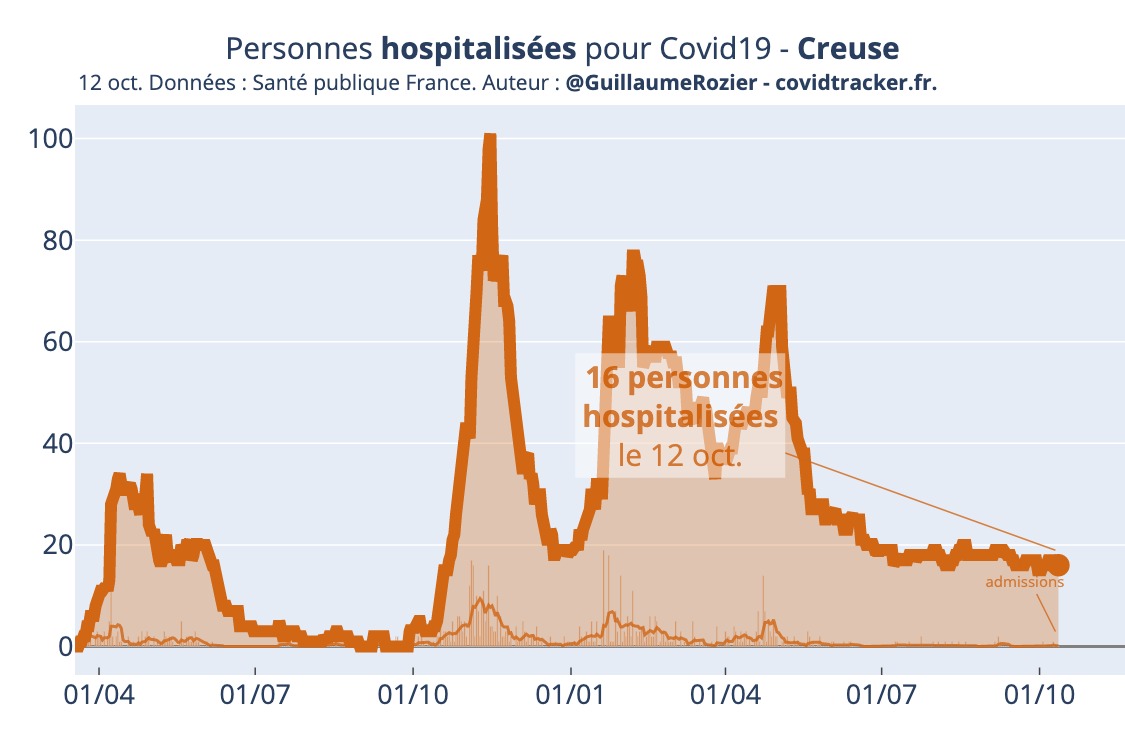 Personnes hospitalisées pour Covid19 - Creuse
12 oct. Données : Santé publique France. Auteur : @GuillaumeRozier - covidtracker.fr.
100
80
60
40
20
0
16 personnes
hospitalisées
le 12 oct.
admissions
01/04 01/07 01/10 01/01 01/04 01/07 01/10